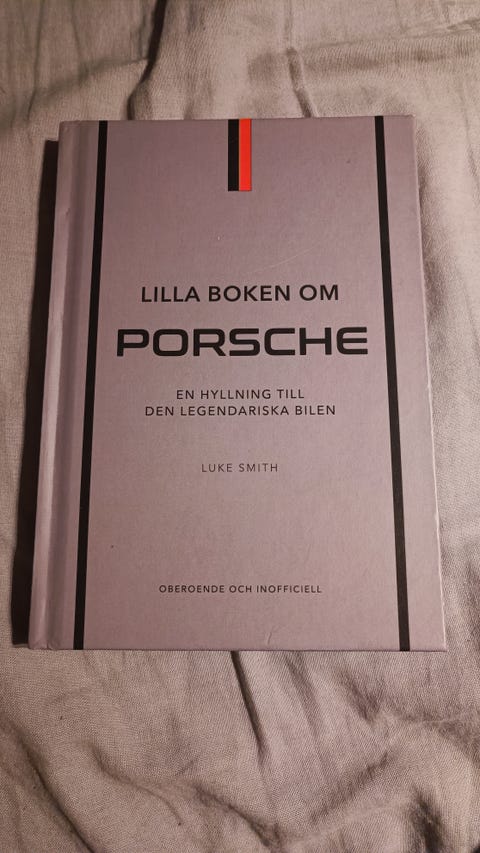 LILLA BOKEN OM
PORSCHE
EN HYLLNING TILL
DEN LEGENDARISKA BILEN
LUKE SMITH
OBEROENDE OCH INOFFICIELL